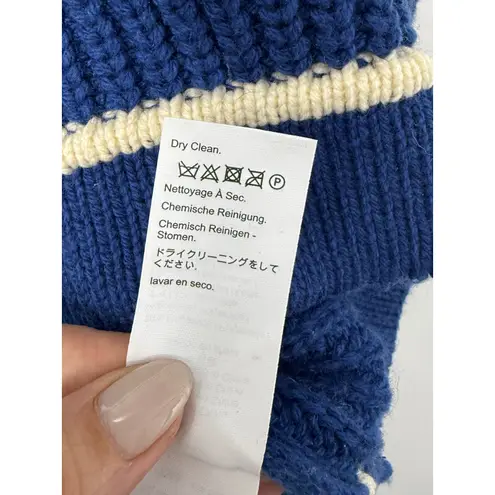 Dry Clean.
P
Nettoyage À Sec.
Chemische Reinigung.
Chemisch Reinigen -
Stomen.
ドライクリーニングをして
ください.
lavar en seco.